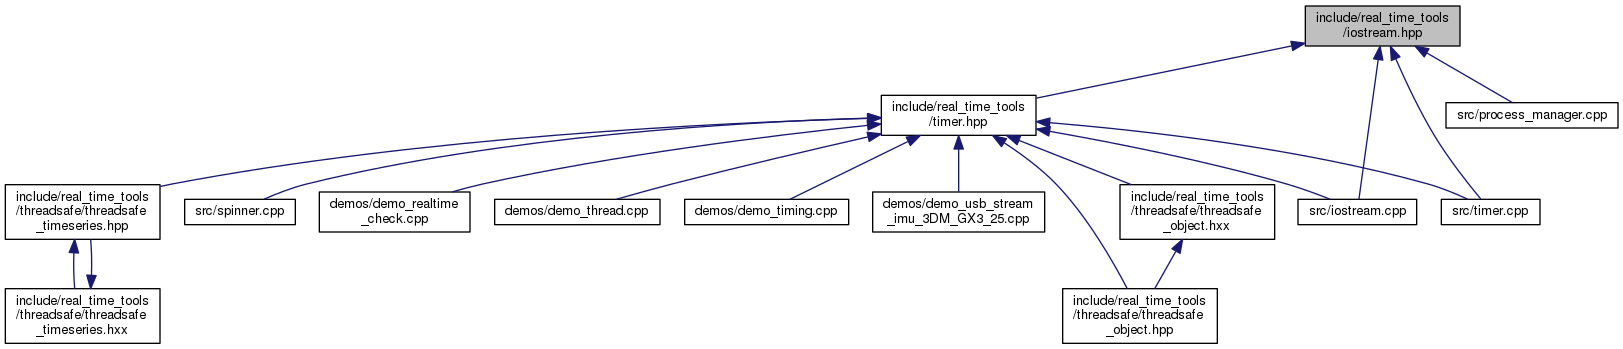 include/real_time_tools
/iostream.hpp
include/real_time_tools
/timer.hpp
src/process_manager.cpp
include/real_time_tools
/threadsafe/threadsafe
_timeseries.hpp
src/spinner.cpp
demos/demo_realtime
_check.cpp
demos/demo_thread.cpp
demos/demo_timing.cpp
demos/demo_usb_stream
_imu_3DM_GX3_25.cpp
include/real_time_tools
/threadsafe/threadsafe
_object.hxx
src/iostream.cpp
src/timer.cpp
include/real_time_tools
/threadsafe/threadsafe
_timeseries.hxx
include/real_time_tools
/threadsafe/threadsafe
_object.hpp